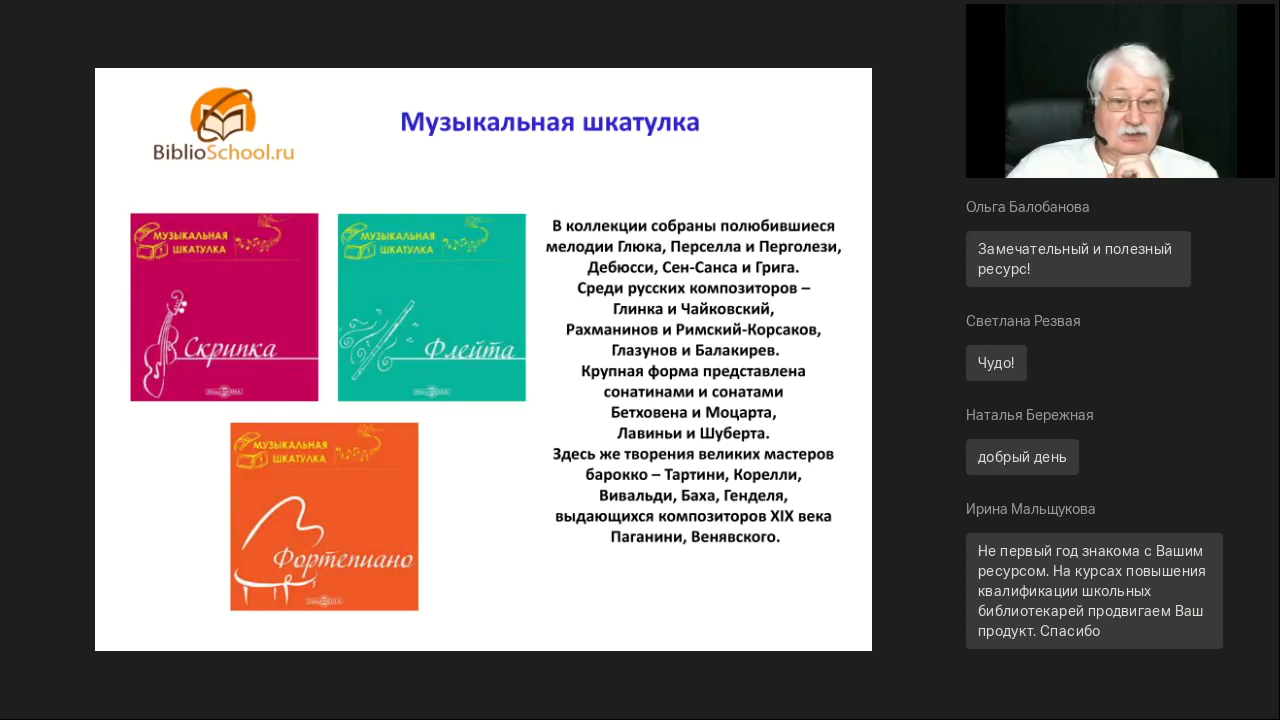 BiblioSchool.ru
Музыкальная шкатулка
МУЗЫКАЛЬНАЯ
ШКАТУЛКА
Скрипка
МУЗЫКАЛЬНАЯ
ШКАТУЛКА
Флейта
МУЗЫКАЛЬНАЯ
ШКАТУЛКА
Фортепиано
В коллекции собраны полюбившиеся
мелодии Глюка, Перселла и Перголези,
Дебюсси, Сен-Санса и Грига.
Среди русских композиторов –
Глинка и Чайковский,
Рахманинов и Римский-Корсаков,
Глазунов и Балакирев.
Крупная форма представлена
сонатинами и сонатами
Бетховена и Моцарта,
Лавиньи и Шуберта.
Здесь же творения великих мастеров
барокко – Тартини, Корелли,
Вивальди, Баха, Генделя,
выдающихся композиторов XIX века
Паганини, Венявского.
Ольга Балобанова
Замечательный и полезный
ресурс!
Светлана Резвая
Чудо!
Наталья Бережная
добрый день
Ирина Мальщукова
Не первый год знакома с Вашим
ресурсом. На курсах повышения
квалификации школьных
библиотекарей продвигаем Ваш
продукт. Спасибо